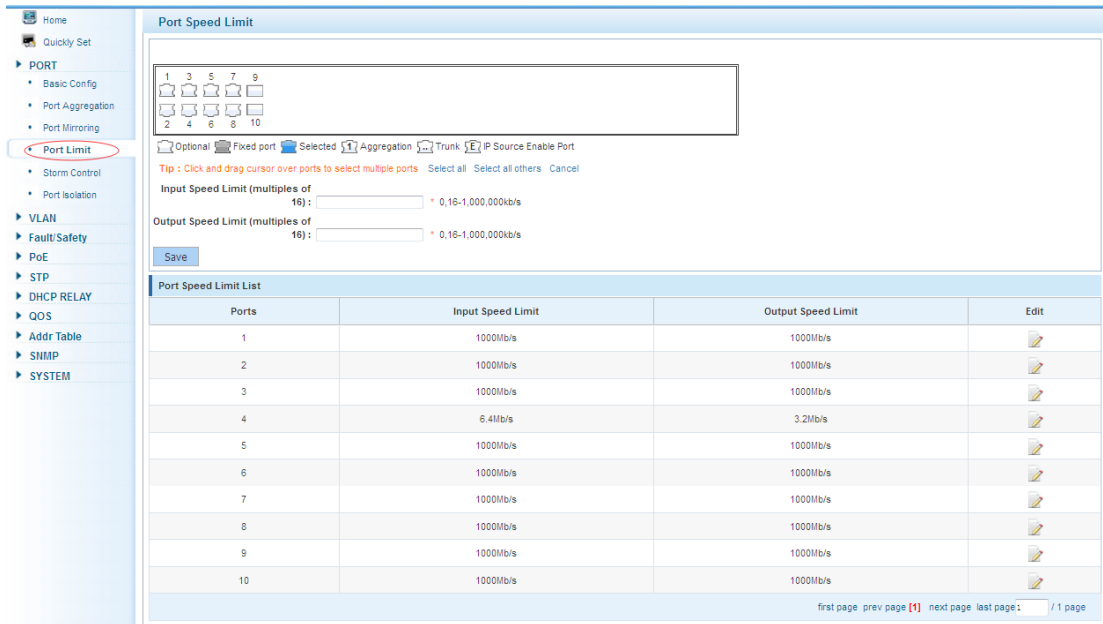 Home
Quickly Set
PORT
Basic Config
Port Aggregation
Port Mirroring
Port Limit
Storm Control
Port Isolation
VLAN
Fault/Safety
PoE
STP
DHCP RELAY
QOS
Addr Table
SNMP
SYSTEM
Port Speed Limit
1 3 5 7 9
2 4 6 8 10
Optional Fixed port Selected 1 Aggregation ... Trunk E IP Source Enable Port
Tip : Click and drag cursor over ports to select multiple ports Select all Select all others Cancel
Input Speed Limit (multiples of
16) : * 0,16-1,000,000kb/s
Output Speed Limit (multiples of
16) : * 0,16-1,000,000kb/s
Save
Port Speed Limit List
Ports Input Speed Limit Output Speed Limit Edit
1 1000Mb/s 1000Mb/s
2 1000Mb/s 1000Mb/s
3 1000Mb/s 1000Mb/s
4 6.4Mb/s 3.2Mb/s
5 1000Mb/s 1000Mb/s
6 1000Mb/s 1000Mb/s
7 1000Mb/s 1000Mb/s
8 1000Mb/s 1000Mb/s
9 1000Mb/s 1000Mb/s
10 1000Mb/s 1000Mb/s
first page prev page [1] next page last page 1 / 1 page